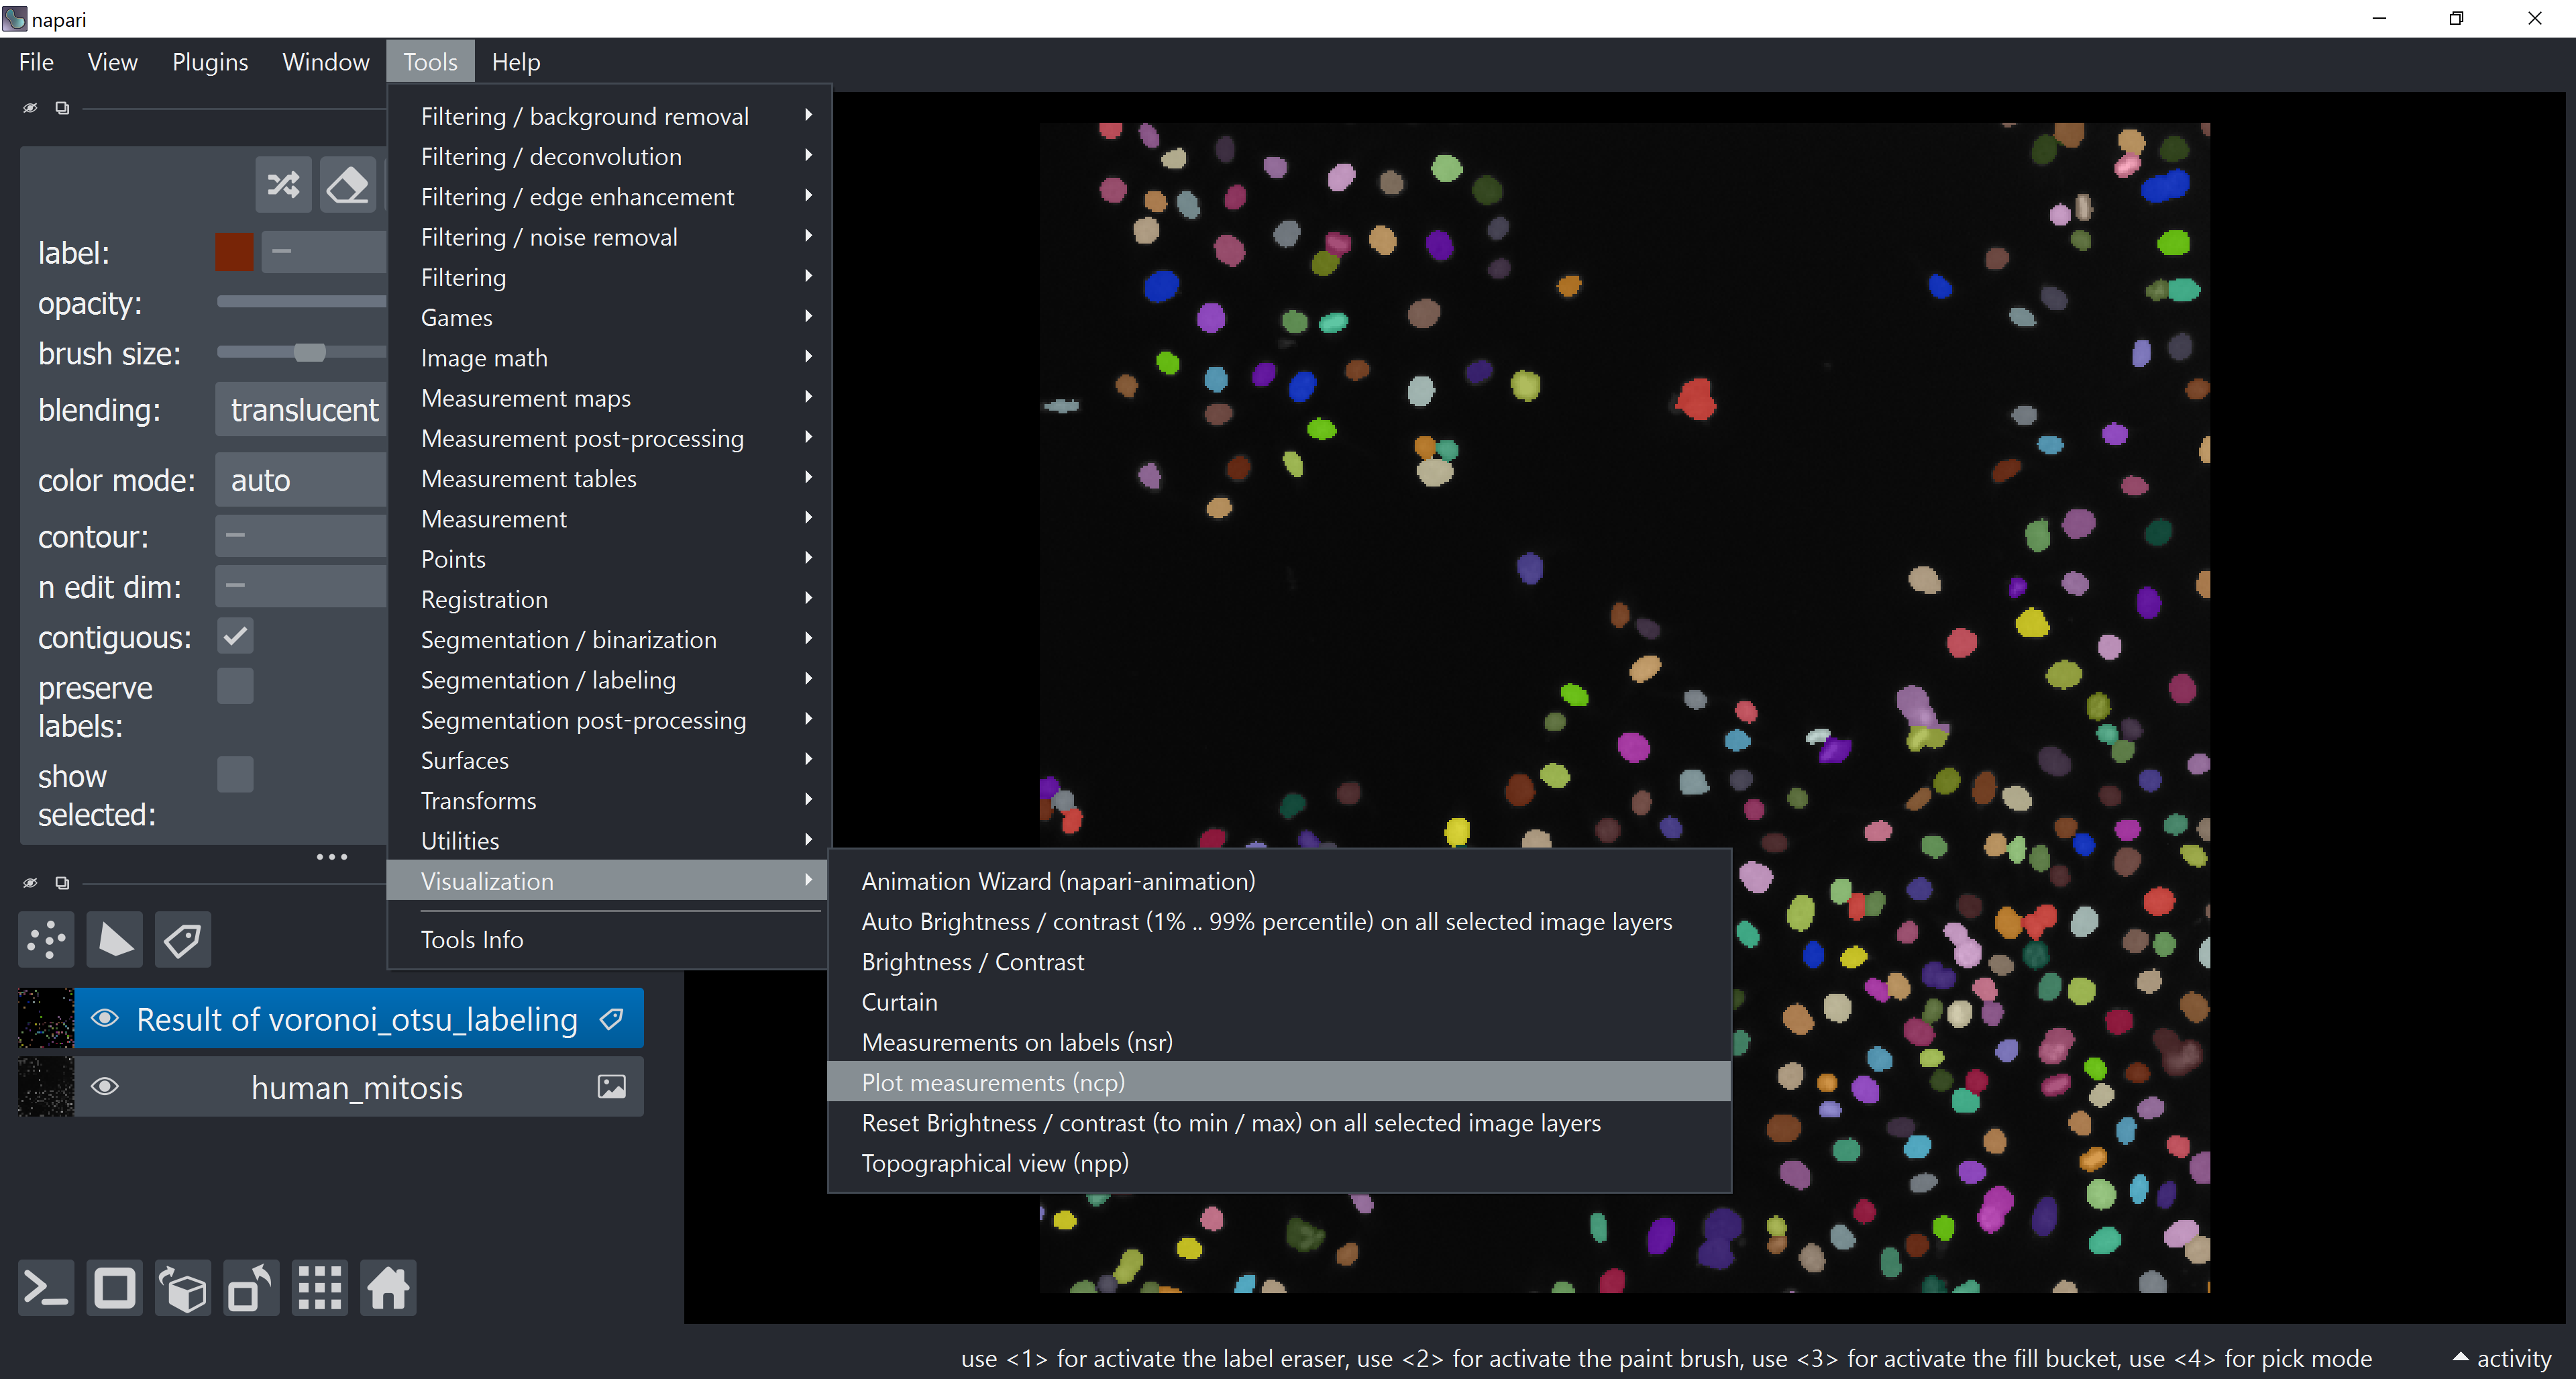 napari
File View Plugins Window Tools Help
label:
opacity:
brush size:
blending: translucent
color mode: auto
contour:
n edit dim:
contiguous:
preserve
labels:
show
selected:
Filtering / background removal
Filtering / deconvolution
Filtering / edge enhancement
Filtering / noise removal
Filtering
Games
Image math
Measurement maps
Measurement post-processing
Measurement tables
Measurement
Points
Registration
Segmentation / binarization
Segmentation / labeling
Segmentation post-processing
Surfaces
Transforms
Utilities
Visualization
Tools Info
Animation Wizard (napari-animation)
Auto Brightness / contrast (1% .. 99% percentile) on all selected image layers
Brightness / Contrast
Curtain
Measurements on labels (nsr)
Plot measurements (ncp)
Reset Brightness / contrast (to min / max) on all selected image layers
Topographical view (npp)
Result of voronoi_otsu_labeling
human_mitosis
use <1> for activate the label eraser, use <2> for activate the paint brush, use <3> for activate the fill bucket, use <4> for pick mode
activity